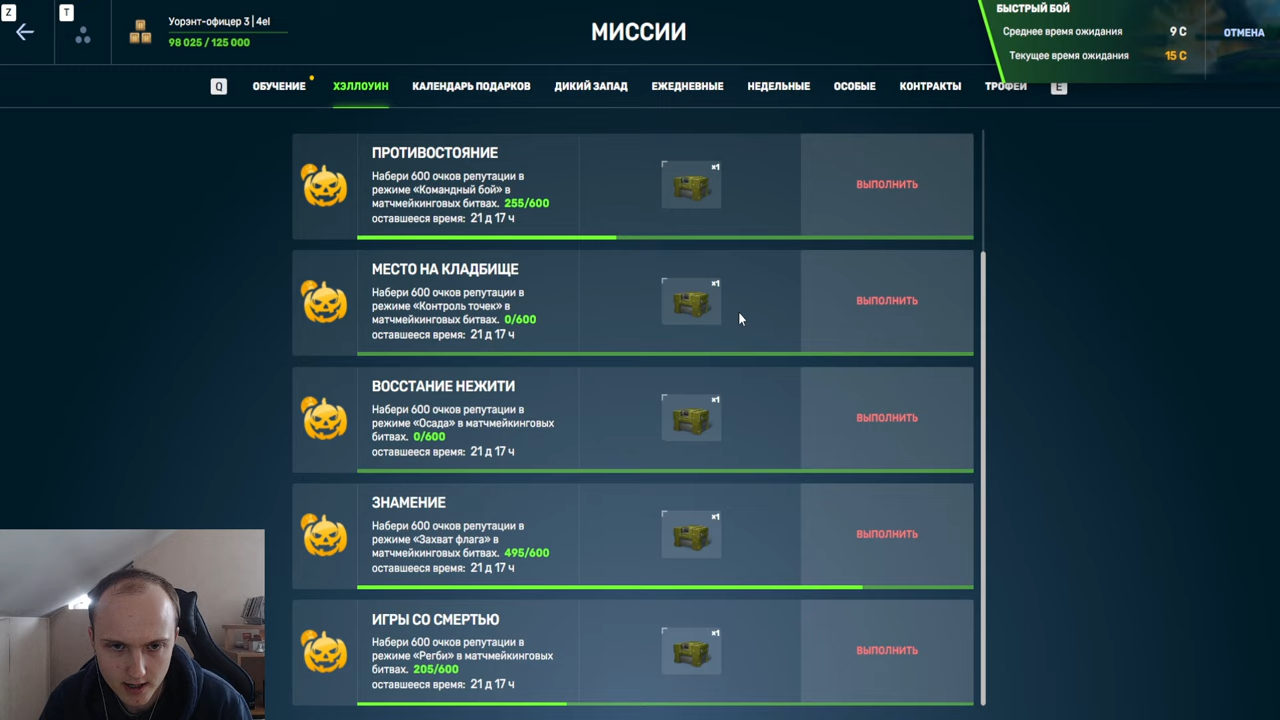 Z
T
Уорэнт-офицер 3 | 4el
98 025 / 125 000
МИССИИ
БЫСТРЫЙ БОЙ
Среднее время ожидания 9 С
Текущее время ожидания 15 С
ОТМЕНА
Q ОБУЧЕНИЕ ХЭЛЛОУИН КАЛЕНДАРЬ ПОДАРКОВ ДИКИЙ ЗАПАД ЕЖЕДНЕВНЫЕ НЕДЕЛЬНЫЕ ОСОБЫЕ КОНТРАКТЫ ТРОФЕИ E
ПРОТИВОСТОЯНИЕ
Набери 600 очков репутации в
режиме «Командный бой» в
матчмейкинговых битвах. 255/600
оставшееся время: 21 д 17 ч
×1
ВЫПОЛНИТЬ
МЕСТО НА КЛАДБИЩЕ
Набери 600 очков репутации в
режиме «Контроль точек» в
матчмейкинговых битвах. 0/600
оставшееся время: 21 д 17 ч
×1
ВЫПОЛНИТЬ
ВОССТАНИЕ НЕЖИТИ
Набери 600 очков репутации в
режиме «Осада» в матчмейкинговых
битвах. 0/600
оставшееся время: 21 д 17 ч
×1
ВЫПОЛНИТЬ
ЗНАМЕНИЕ
Набери 600 очков репутации в
режиме «Захват флага» в
матчмейкинговых битвах. 495/600
оставшееся время: 21 д 17 ч
×1
ВЫПОЛНИТЬ
ИГРЫ СО СМЕРТЬЮ
Набери 600 очков репутации в
режиме «Регби» в матчмейкинговых
битвах. 205/600
оставшееся время: 21 д 17 ч
×1
ВЫПОЛНИТЬ